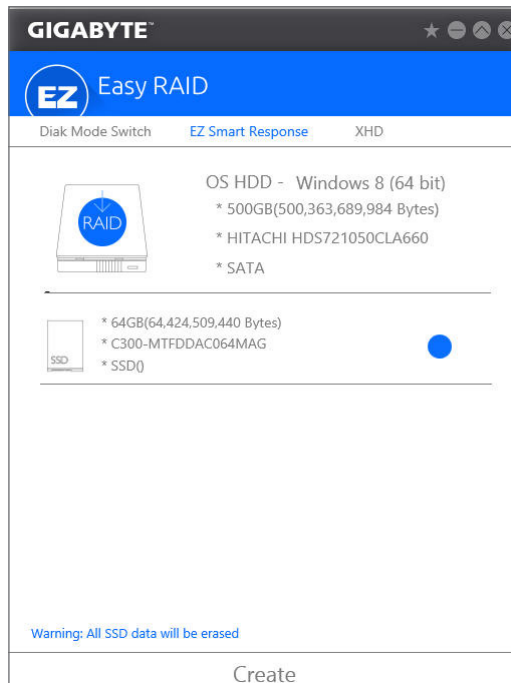 GIGABYTE™
EZ Easy RAID
Diak Mode Switch EZ Smart Response XHD
OS HDD - Windows 8 (64 bit)
* 500GB(500,363,689,984 Bytes)
RAID
* HITACHI HDS721050CLA660
* SATA
* 64GB(64,424,509,440 Bytes)
* C300-MTFDDAC064MAG
SSD
* SSD()
Warning: All SSD data will be erased
Create